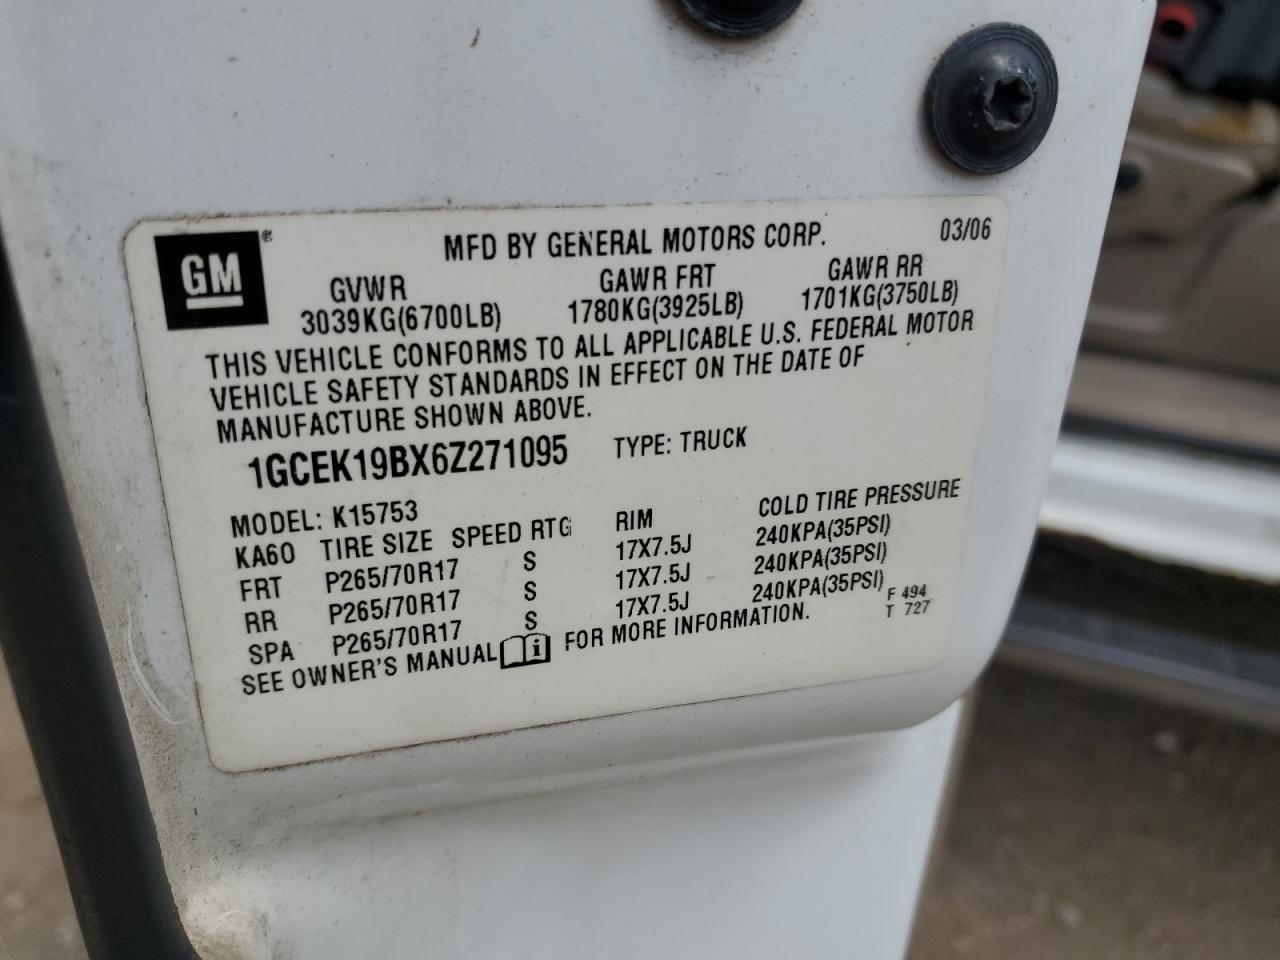 GM® MFD BY GENERAL MOTORS CORP. 03/06
GVWR GAWR FRT GAWR RR
3039KG(6700LB) 1780KG(3925LB) 1701KG(3750LB)
THIS VEHICLE CONFORMS TO ALL APPLICABLE U.S. FEDERAL MOTOR
VEHICLE SAFETY STANDARDS IN EFFECT ON THE DATE OF
MANUFACTURE SHOWN ABOVE.
1GCEK19BX6Z271095 TYPE: TRUCK
MODEL: K15753
KA60 TIRE SIZE SPEED RTG RIM COLD TIRE PRESSURE
FRT P265/70R17 S 17X7.5J 240KPA(35PSI)
RR P265/70R17 S 17X7.5J 240KPA(35PSI)
SPA P265/70R17 S 17X7.5J 240KPA(35PSI)
SEE OWNER'S MANUAL i FOR MORE INFORMATION.
F 494
T 727